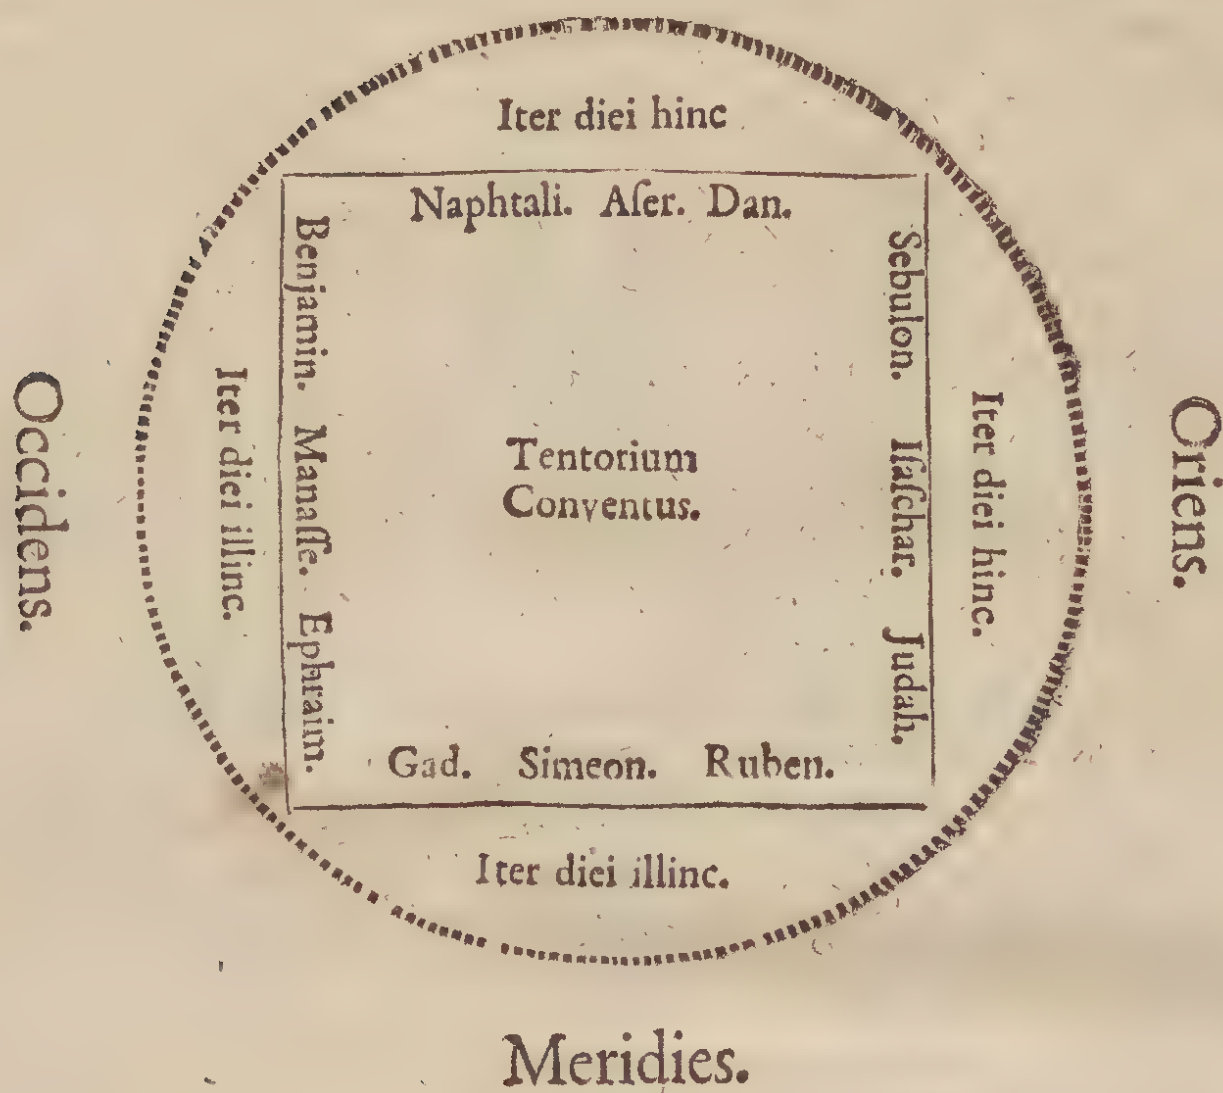 Iter diei hinc
Naphtali. Aſer. Dan.
Benjamin. Manaſſe. Ephraim.
Sebulon. Iſaſchar. Judah.
Occidens.
Iter diei illinc.
Tentorium
Conventus.
Iter diei hinc.
Oriens.
Gad. Simeon. Ruben.
Iter diei illinc.
Meridies.